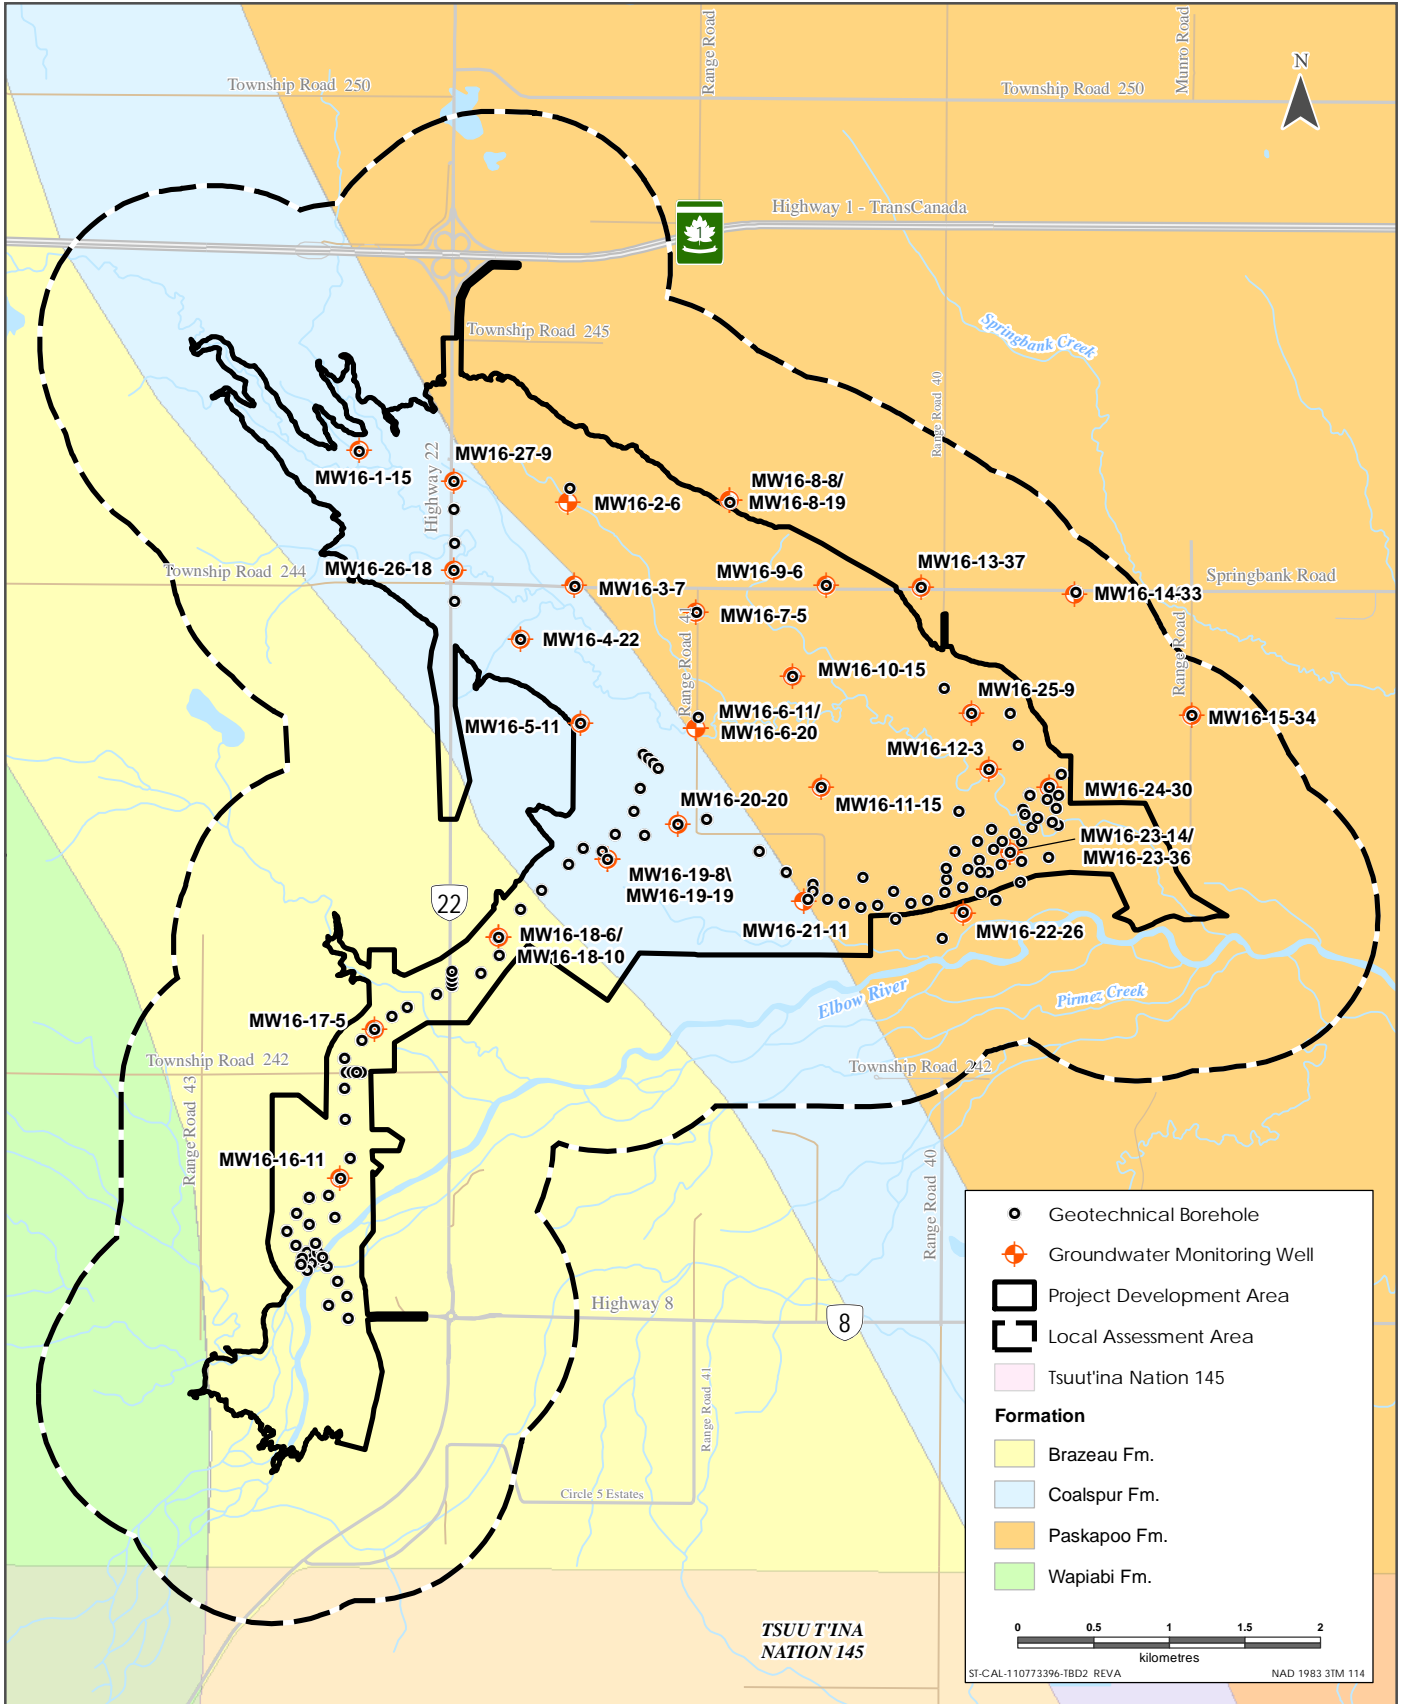 Township Road 250
Range Road
Munro Road
Township Road 250
N
Highway 1 - TransCanada
1
Township Road 245
Springbank Creek
Range Road 40
Highway 22
MW16-1-15
MW16-27-9
MW16-2-6
MW16-8-8/
MW16-8-19
Township Road 244
MW16-26-18
MW16-3-7
MW16-9-6
MW16-13-37
MW16-14-33
Springbank Road
MW16-7-5
Range Road 41
MW16-4-22
MW16-10-15
MW16-25-9
Range Road
MW16-15-34
MW16-5-11
MW16-6-11/
MW16-6-20
MW16-12-3
MW16-20-20
MW16-11-15
MW16-24-30
MW16-23-14/
MW16-23-36
MW16-19-8\
MW16-19-19
22
MW16-21-11
MW16-22-26
MW16-18-6/
MW16-18-10
Elbow River
Pirmez Creek
MW16-17-5
Township Road 242
Township Road 242
Range Road 43
MW16-16-11
Range Road 40
Highway 8
8
Range Road 41
Circle 5 Estates
TSUU T'INA
NATION 145
Geotechnical Borehole
Groundwater Monitoring Well
Project Development Area
Local Assessment Area
Tsuut'ina Nation 145
Formation
Brazeau Fm.
Coalspur Fm.
Paskapoo Fm.
Wapiabi Fm.
0 0.5 1 1.5 2
kilometres
ST-CAL-110773396-TBD2 REVA
NAD 1983 3TM 114